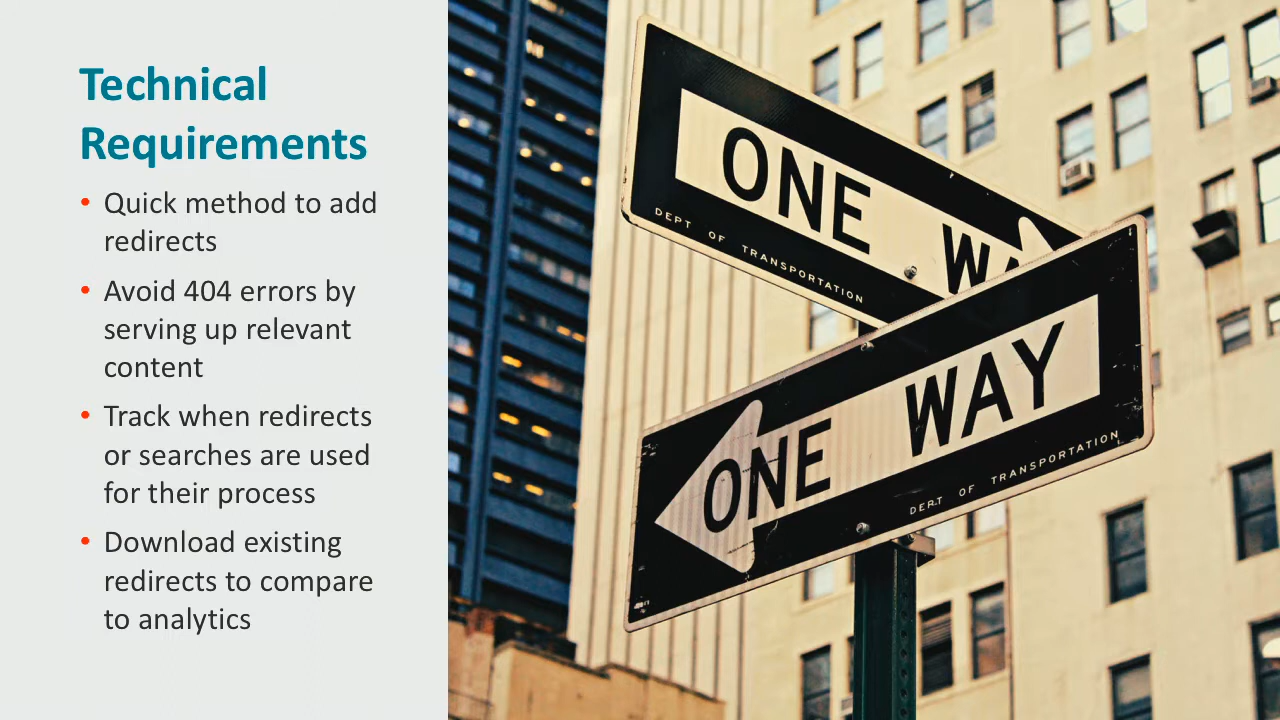 Technical
Requirements
• Quick method to add
redirects
• Avoid 404 errors by
serving up relevant
content
• Track when redirects
or searches are used
for their process
• Download existing
redirects to compare
to analytics
ONE WA
DEPT OF TRANSPORTATION
ONE WAY
DEPT OF TRANSPORTATION